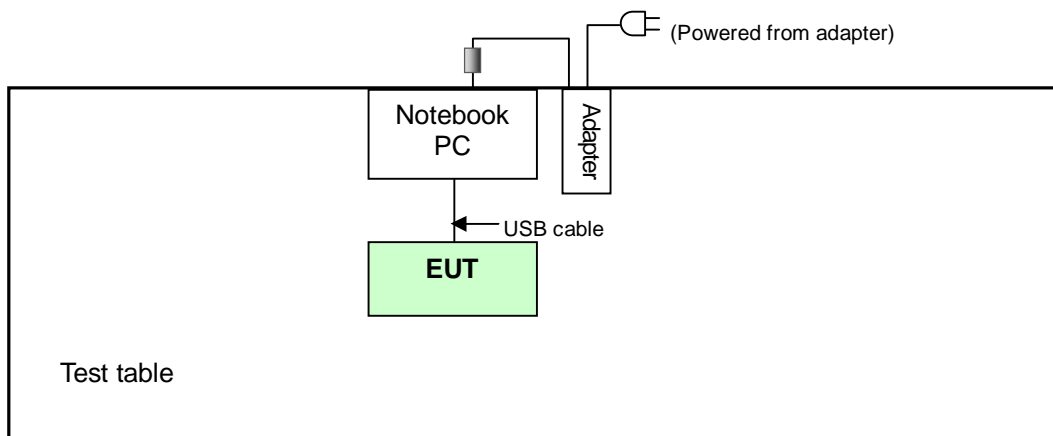 (Powered from adapter)
Notebook
PC
Adapter
USB cable
EUT
Test table